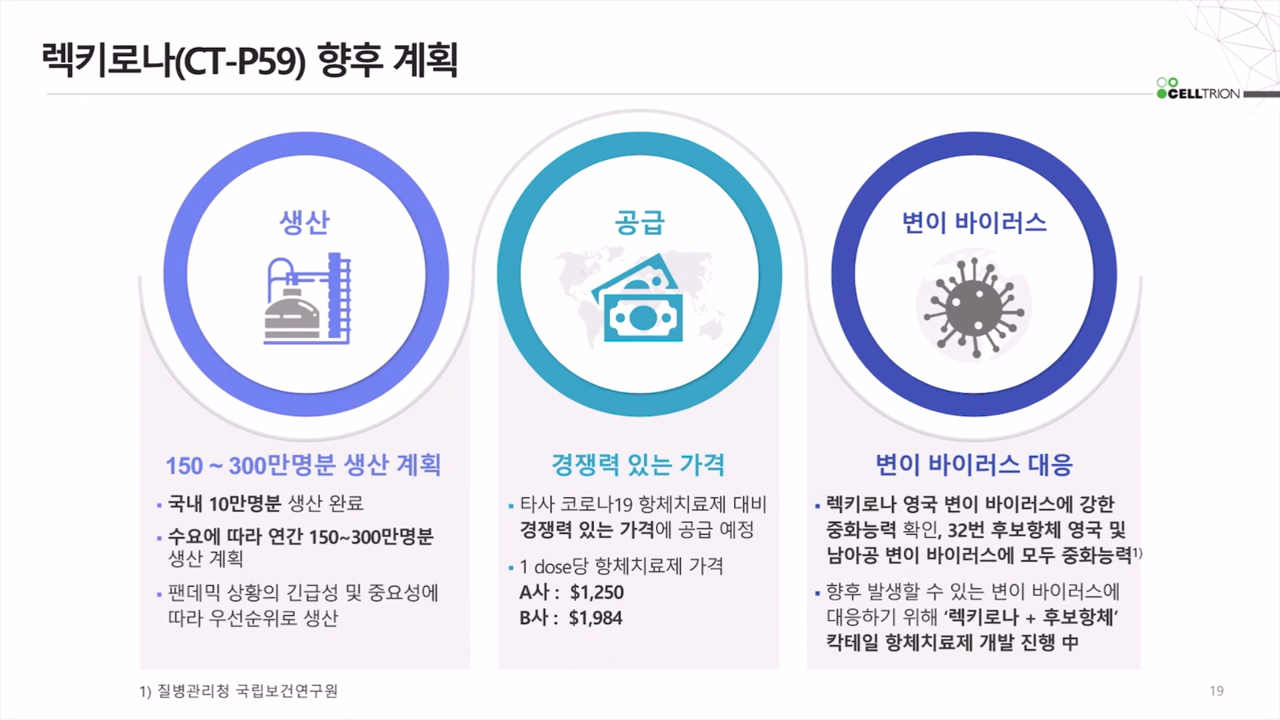 렉키로나(CT-P59) 향후 계획
CELLTRION
생산
150 ~ 300만명분 생산 계획
▪ 국내 10만명분 생산 완료
▪ 수요에 따라 연간 150~300만명분
생산 계획
▪ 팬데믹 상황의 긴급성 및 중요성에
따라 우선순위로 생산
공급
경쟁력 있는 가격
▪ 타사 코로나19 항체치료제 대비
경쟁력 있는 가격에 공급 예정
▪ 1 dose당 항체치료제 가격
A사 : $1,250
B사 : $1,984
변이 바이러스
변이 바이러스 대응
▪ 렉키로나 영국 변이 바이러스에 강한
중화능력 확인, 32번 후보항체 영국 및
남아공 변이 바이러스에 모두 중화능력1)
▪ 향후 발생할 수 있는 변이 바이러스에
대응하기 위해 ‘렉키로나 + 후보항체’
칵테일 항체치료제 개발 진행 中
1) 질병관리청 국립보건연구원
19